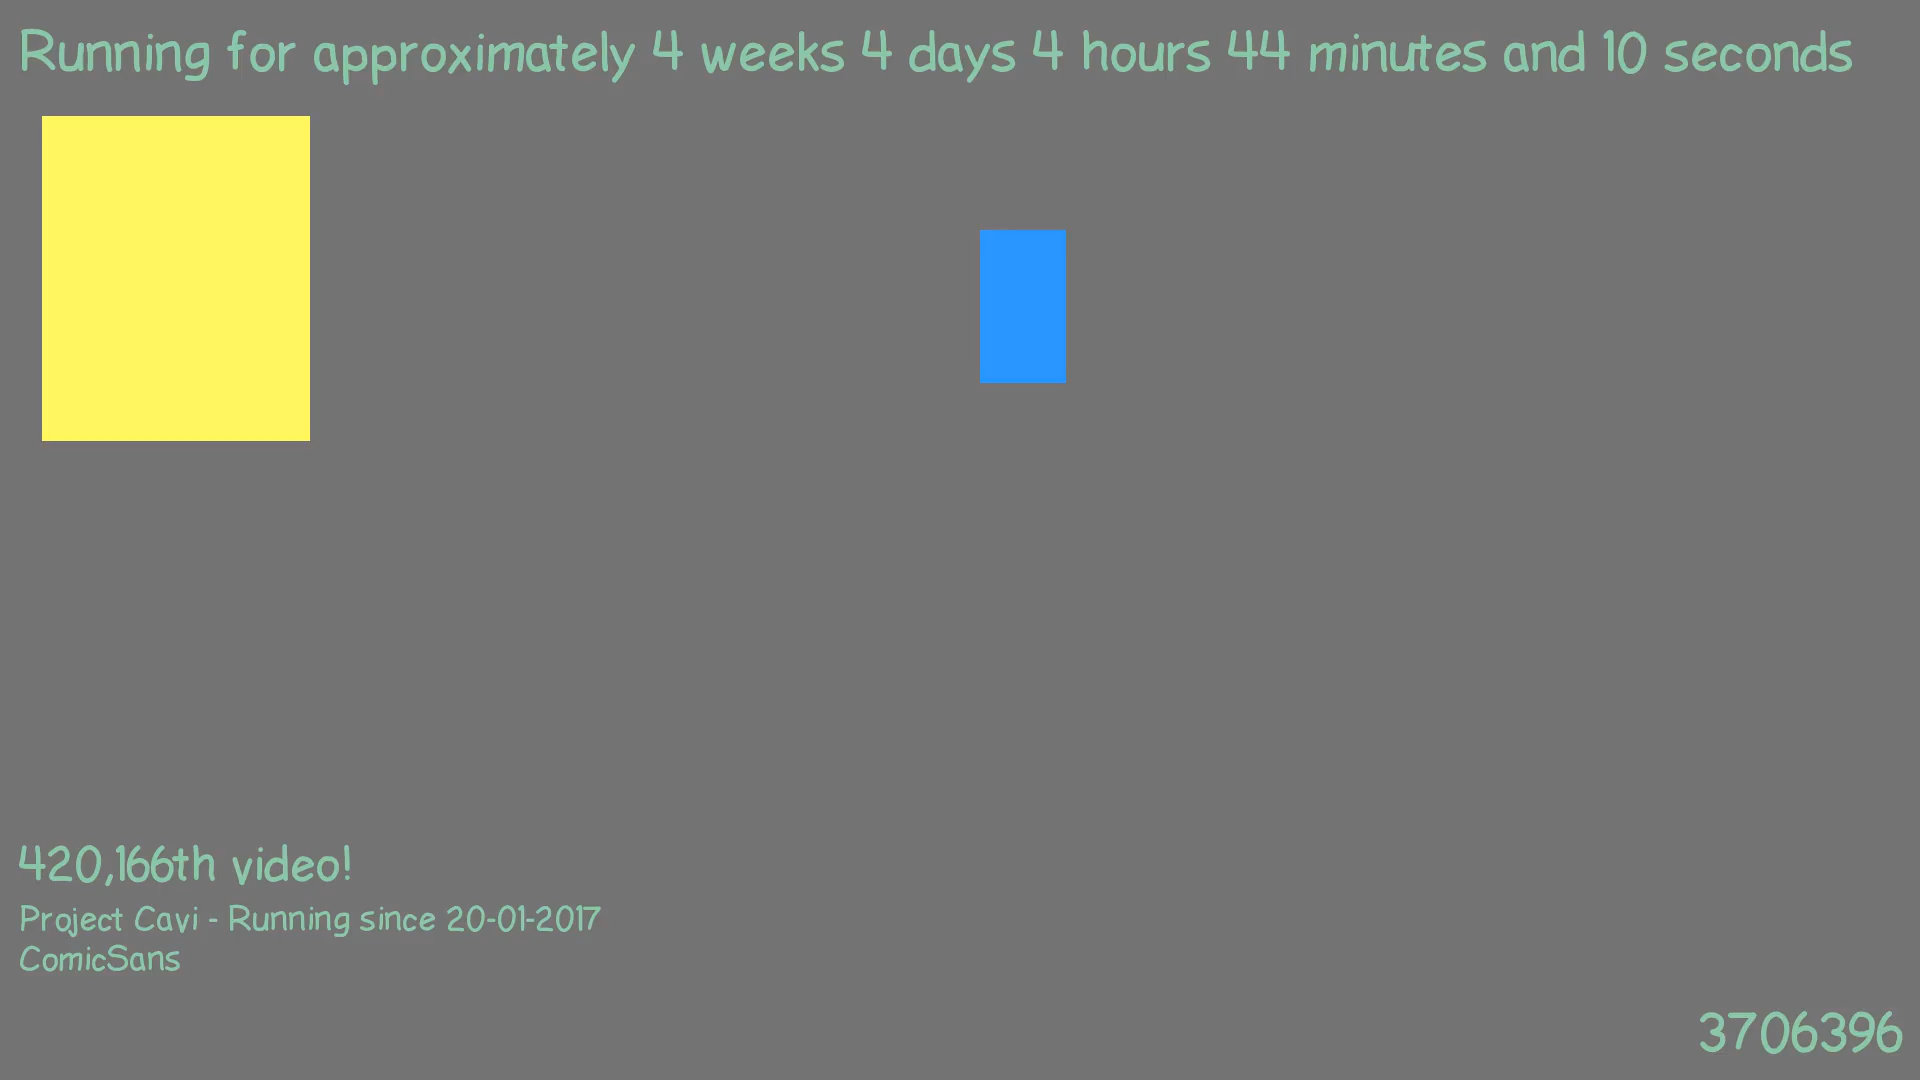 Running for approximately 4 weeks 4 days 4 hours 44 minutes and 10 seconds
420,166th video!
Project Cavi - Running since 20-01-2017
ComicSans
3706396